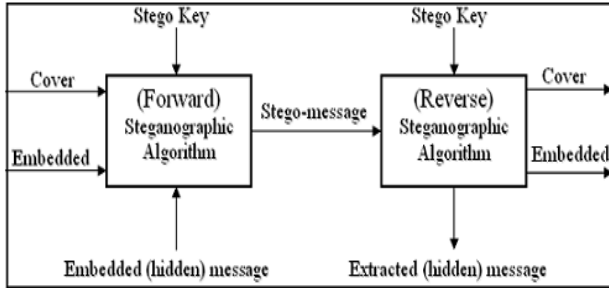 Stego Key
Stego Key
Cover
(Forward)
Steganographic
Algorithm
Stego-message
(Reverse)
Steganographic
Algorithm
Cover
Embedded
Embedded
Embedded (hidden) message
Extracted (hidden) message